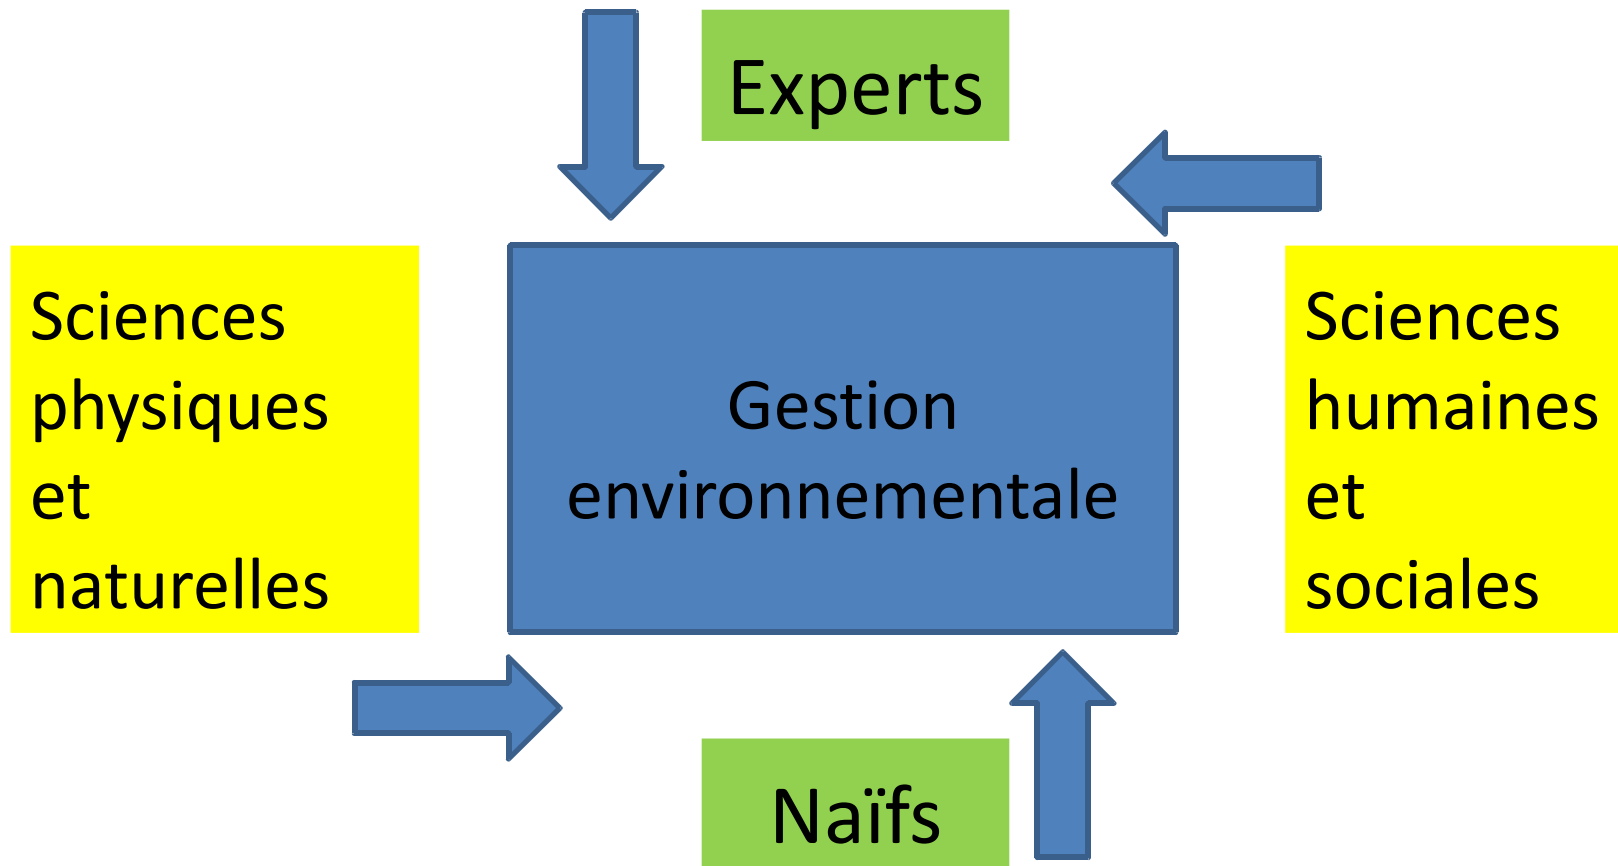 Experts
Sciences
physiques
et
naturelles
Gestion
environnementale
Sciences
humaines
et
sociales
Naïfs